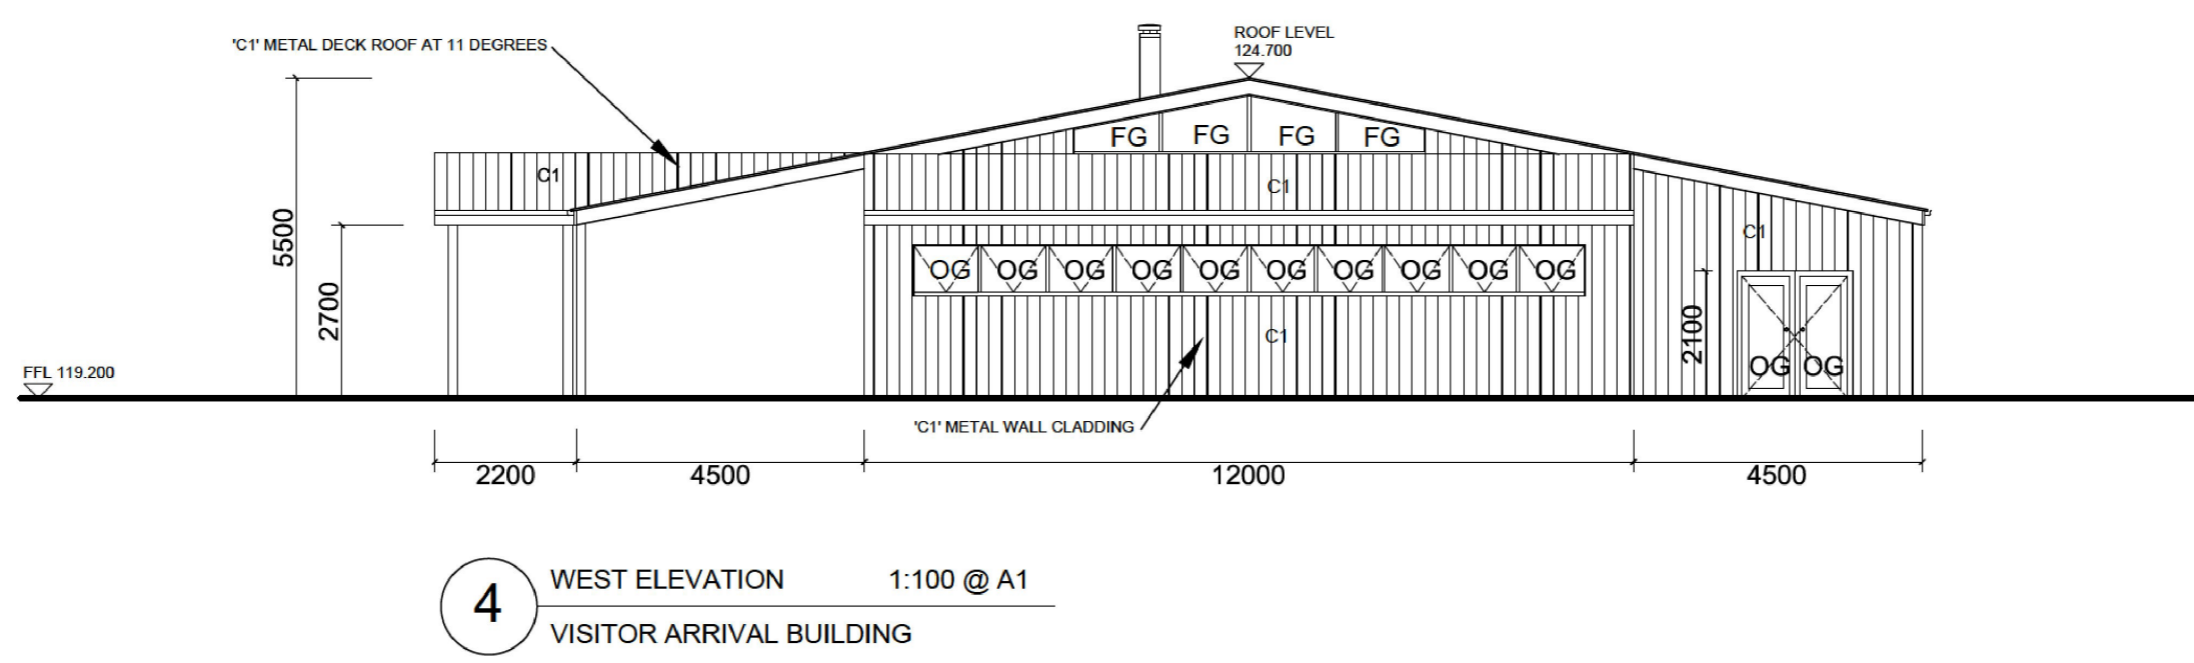 'C1' METAL DECK ROOF AT 11 DEGREES
ROOF LEVEL
124.700
FG FG FG FG
C1
C1
C1
5500
2700
OG OG OG OG OG OG OG OG OG OG
C1
2100
OG OG
FFL 119.200
'C1' METAL WALL CLADDING
2200 4500 12000 4500
4 WEST ELEVATION 1:100 @ A1
VISITOR ARRIVAL BUILDING